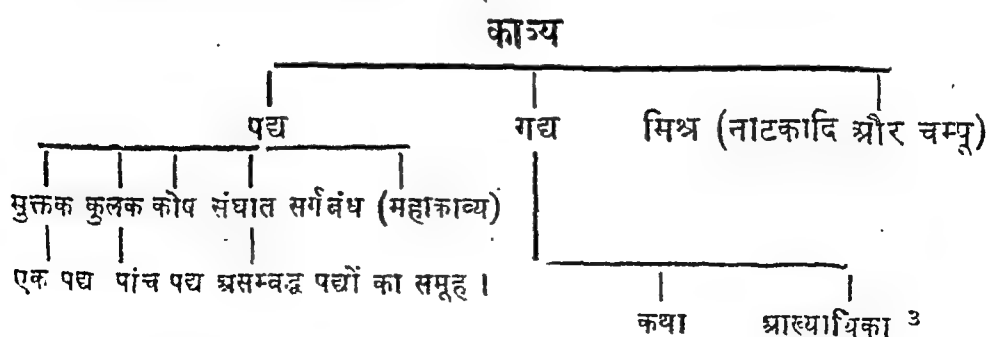 काव्य
पद्य गद्य मिश्र (नाटकादि और चम्पू)
मुक्तक कुलक कोष संघात सर्गबंध (महाकाव्य)
एक पद्य पांच पद्य असम्बद्ध पद्यों का समूह ।
कथा आख्यायिका ³